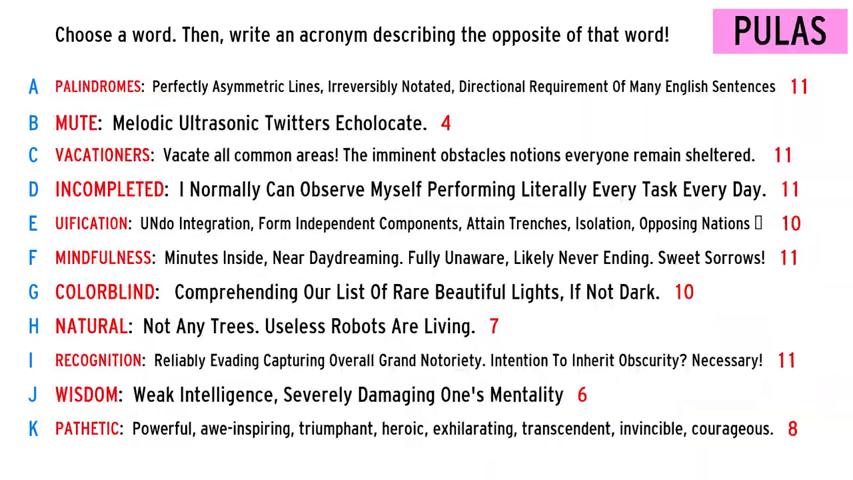 Choose a word. Then, write an acronym describing the opposite of that word!
PULAS
A PALINDROMES: Perfectly Asymmetric Lines, Irreversibly Notated, Directional Requirement Of Many English Sentences 11
B MUTE: Melodic Ultrasonic Twitters Echolocate. 4
C VACATIONERS: Vacate all common areas! The imminent obstacles notions everyone remain sheltered. 11
D INCOMPLETED: I Normally Can Observe Myself Performing Literally Every Task Every Day. 11
E UIFICATION: UNdo Integration, Form Independent Components, Attain Trenches, Isolation, Opposing Nations 10
F MINDFULNESS: Minutes Inside, Near Daydreaming. Fully Unaware, Likely Never Ending. Sweet Sorrows! 11
G COLORBLIND: Comprehending Our List Of Rare Beautiful Lights, If Not Dark. 10
H NATURAL: Not Any Trees. Useless Robots Are Living. 7
I RECOGNITION: Reliably Evading Capturing Overall Grand Notoriety. Intention To Inherit Obscurity? Necessary! 11
J WISDOM: Weak Intelligence, Severely Damaging One's Mentality 6
K PATHETIC: Powerful, awe-inspiring, triumphant, heroic, exhilarating, transcendent, invincible, courageous. 8